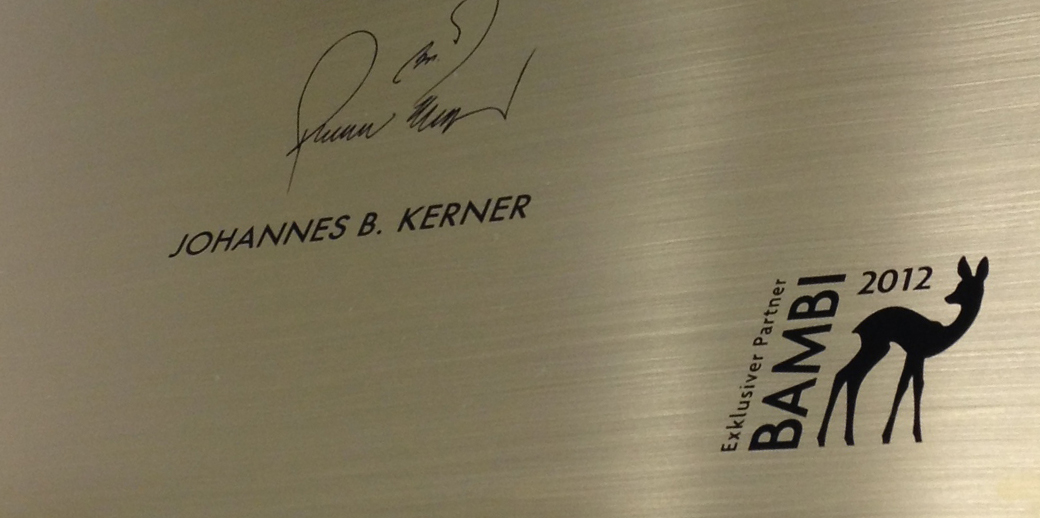 JOHANNES B. KERNER
Exklusiver Partner
BAMBI
2012